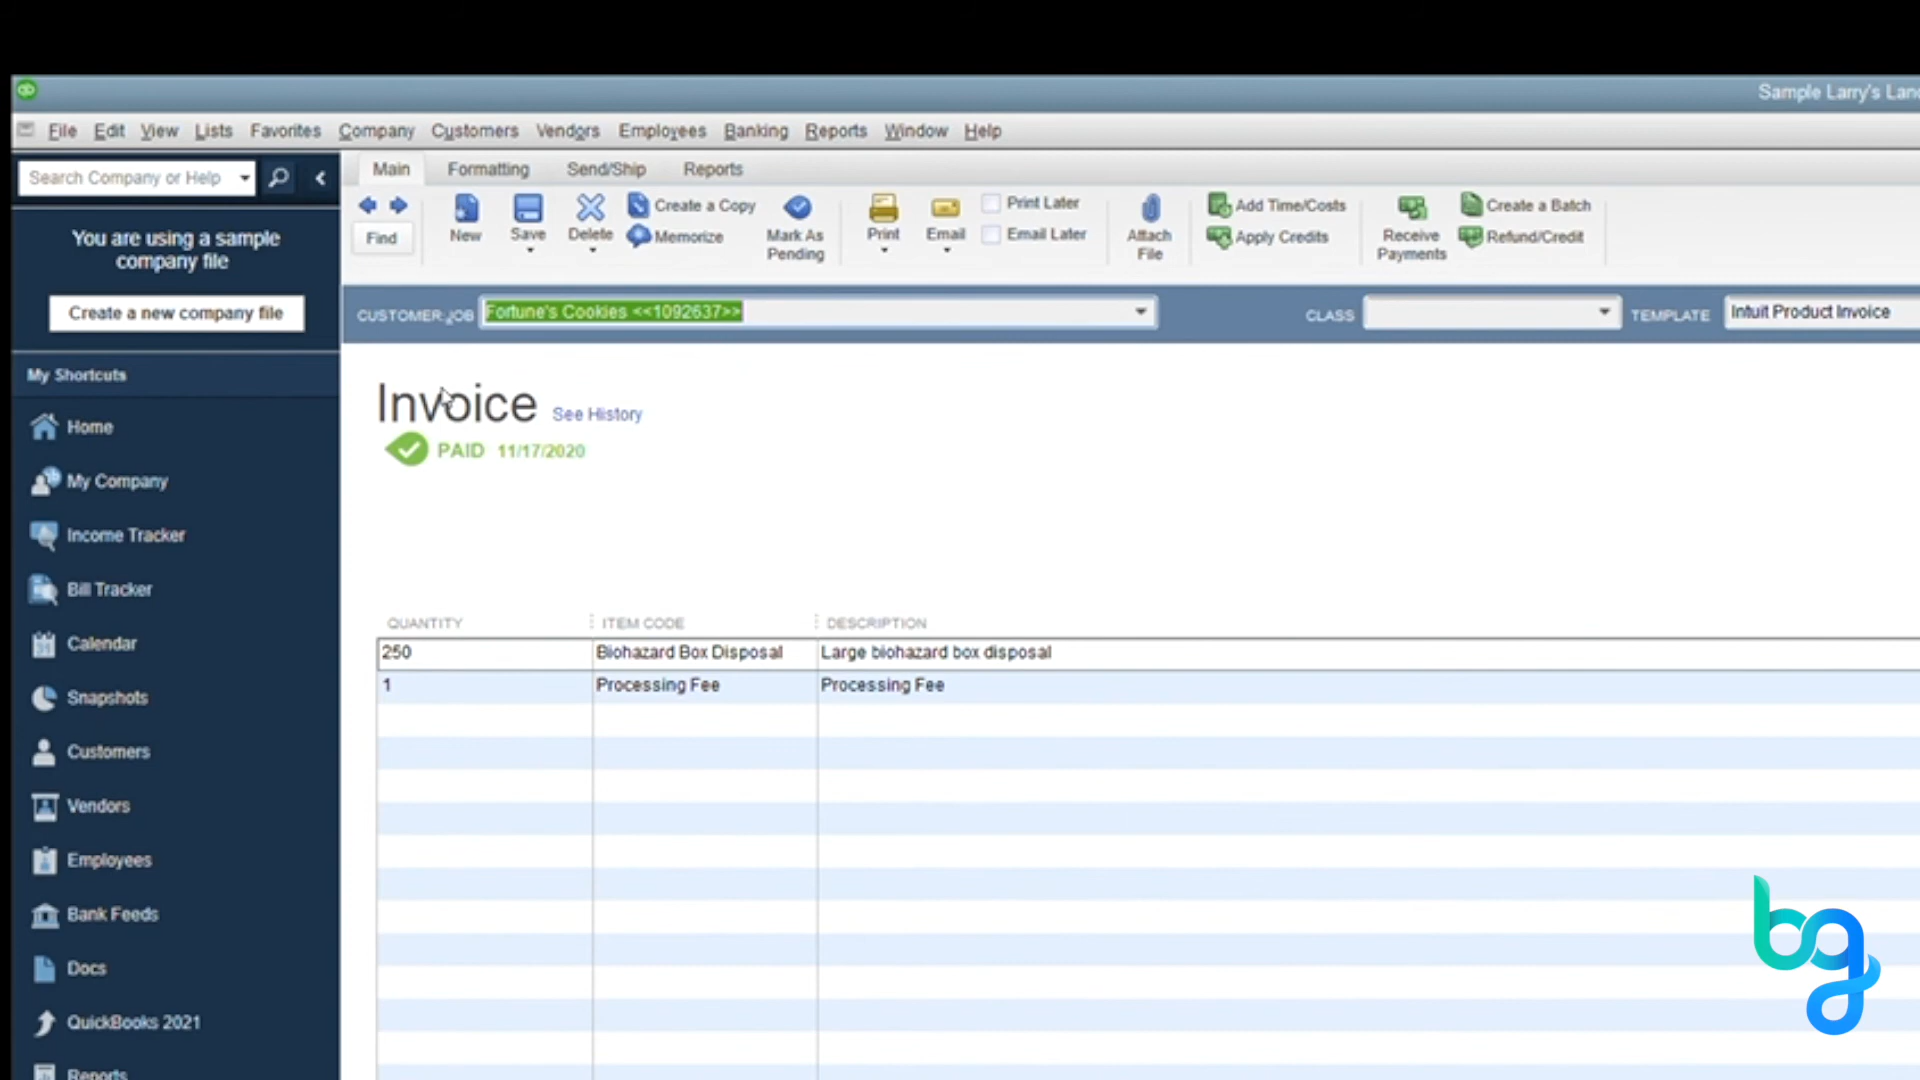 Sample Larry's Land
File Edit View Lists Favorites Company Customers Vendors Employees Banking Reports Window Help
Search Company or Help
Main Formatting Send/Ship Reports
You are using a sample
company file
Create a new company file
Find
New
Save
Delete
Create a Copy
Memorize
Mark As
Pending
Print
Email
Print Later
Email Later
Attach
File
Add Time/Costs
Apply Credits
Receive
Payments
Create a Batch
Refund/Credit
CUSTOMER:JOB Fortune's Cookies <<1092637>> CLASS TEMPLATE Intuit Product Invoice
My Shortcuts
Home
My Company
Income Tracker
Bill Tracker
Calendar
Snapshots
Customers
Vendors
Employees
Bank Feeds
Docs
QuickBooks 2021
Reports
Invoice See History
PAID 11/17/2020
QUANTITY ITEM CODE DESCRIPTION
250 Biohazard Box Disposal Large biohazard box disposal
1 Processing Fee Processing Fee
bg